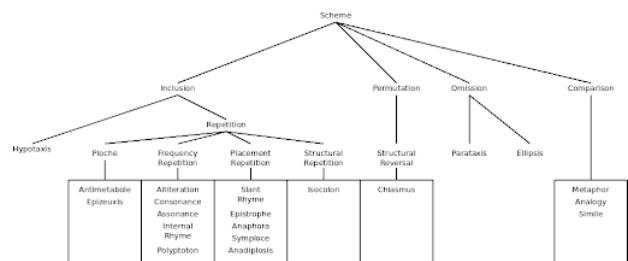 Scheme
Inclusion Permutation Omission Comparison
Repetition
Hypotaxis Ploche Frequency Repetition Placement Repetition Structural Repetition Structural Reversal Parataxis Ellipsis
Antimetabole
Epizeuxis
Alliteration
Consonance
Assonance
Internal
Rhyme
Polyptoton
Slant
Rhyme
Epistrophe
Anaphora
Symploce
Anadiplosis
Isocolon
Chiasmus
Metaphor
Analogy
Simile